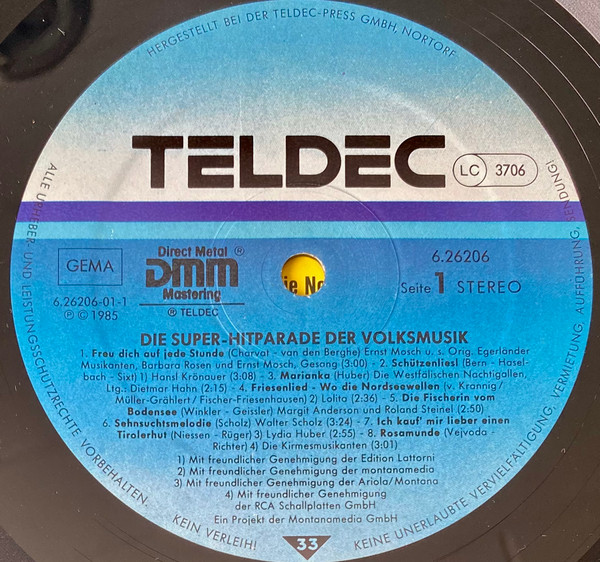 HERGESTELLT BEI DER TELDEC-PRESS GMBH, NORTORF
TELDEC
LC 3706
GEMA
Direct Metal ®
DMM
Mastering
® TELDEC
6.26206-01-1
Ⓟ © 1985
ie No
6.26206
Seite 1 STEREO
DIE SUPER-HITPARADE DER VOLKSMUSIK
1. Freu dich auf jede Stunde (Charvat - van den Berghe) Ernst Mosch u. s. Orig. Egerländer
Musikanten, Barbara Rosen und Ernst Mosch, Gesang (3:00) - 2. Schützenliesl (Bern - Hasel-
bach - Sixt) 1) Hansl Krönauer (3:08) - 3. Marianka (Huber) Die Westfälischen Nachtigallen,
Ltg.: Dietmar Hahn (2:15) - 4. Friesenlied - Wo die Nordseewellen (v. Krannig/
Müller-Grählert/Fischer-Friesenhausen) 2) Lolita (2:36) - 5. Die Fischerin vom
Bodensee (Winkler - Geissler) Margit Anderson und Roland Steinel (2:50)
6. Sehnsuchtsmelodie (Scholz) Walter Scholz (3:24) - 7. Ich kauf' mir lieber einen
Tirolerhut (Niessen - Rüger) 3) Lydia Huber (2:55) - 8. Rosamunde (Vejvoda -
Richter) 4) Die Kirmesmusikanten (3:01)
1) Mit freundlicher Genehmigung der Edition Lattorni
2) Mit freundlicher Genehmigung der montanamedia
3) Mit freundlicher Genehmigung der Ariola/Montana
4) Mit freundlicher Genehmigung
der RCA Schallplatten GmbH
Ein Projekt der Montanamedia GmbH
33
ALLE URHEBER- UND LEISTUNGSSCHUTZRECHTE VORBEHALTEN.
KEIN VERLEIH!
KEINE UNERLAUBTE VERVIELFÄLTIGUNG, VERMIETUNG, AUFFÜHRUNG, SENDUNG!